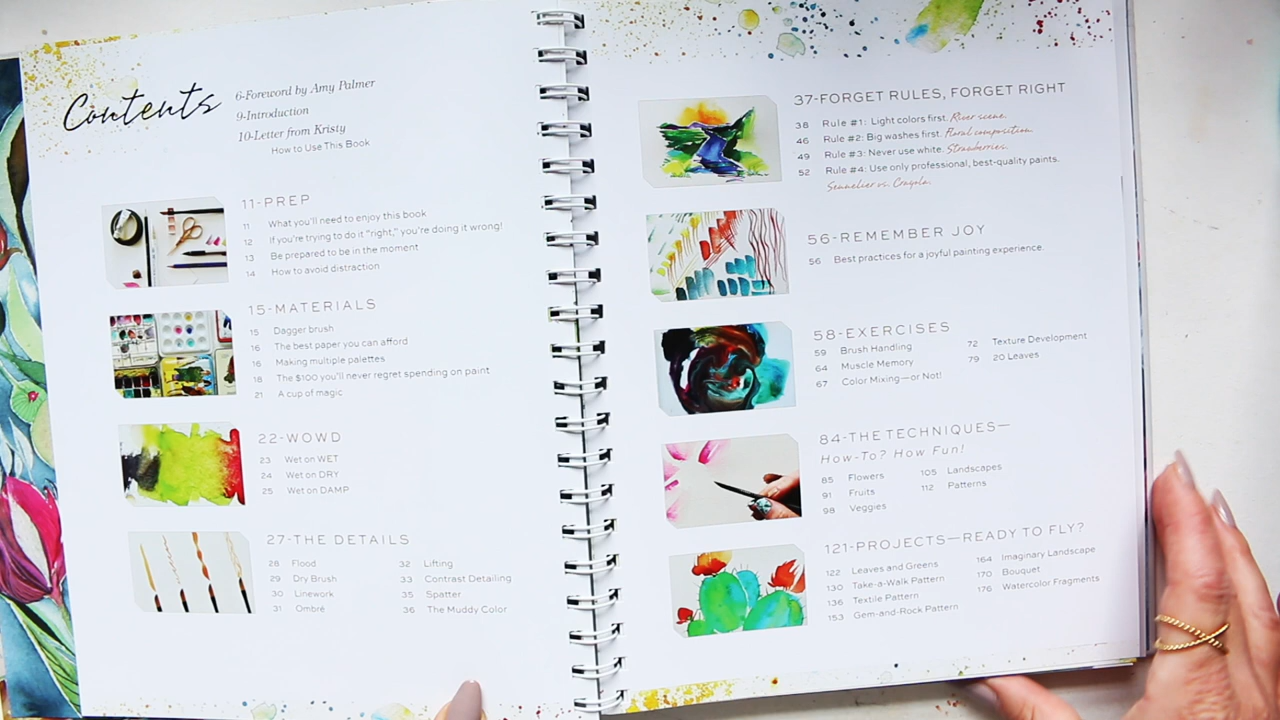 Contents
6-Foreword by Amy Palmer
9-Introduction
10-Letter from Kristy
How to Use This Book
11-PREP
11 What you'll need to enjoy this book
12 If you're trying to do it "right," you're doing it wrong!
13 Be prepared to be in the moment
14 How to avoid distraction
15-MATERIALS
15 Dagger brush
16 The best paper you can afford
16 Making multiple palettes
18 The $100 you'll never regret spending on paint
21 A cup of magic
22-WOWD
23 Wet on WET
24 Wet on DRY
25 Wet on DAMP
27-THE DETAILS
28 Flood
29 Dry Brush
30 Linework
31 Ombré
32 Lifting
33 Contrast Detailing
35 Spatter
36 The Muddy Color
37-FORGET RULES, FORGET RIGHT
38 Rule #1: Light colors first. River scene.
46 Rule #2: Big washes first. Floral composition.
49 Rule #3: Never use white. Strawberries.
52 Rule #4: Use only professional, best-quality paints.
Sennelier vs. Crayola.
56-REMEMBER JOY
56 Best practices for a joyful painting experience.
58-EXERCISES
59 Brush Handling
64 Muscle Memory
67 Color Mixing—or Not!
72 Texture Development
79 20 Leaves
84-THE TECHNIQUES—
How-To? How Fun!
85 Flowers
91 Fruits
98 Veggies
105 Landscapes
112 Patterns
121-PROJECTS—READY TO FLY?
122 Leaves and Greens
130 Take-a-Walk Pattern
136 Textile Pattern
153 Gem-and-Rock Pattern
164 Imaginary Landscape
170 Bouquet
176 Watercolor Fragments